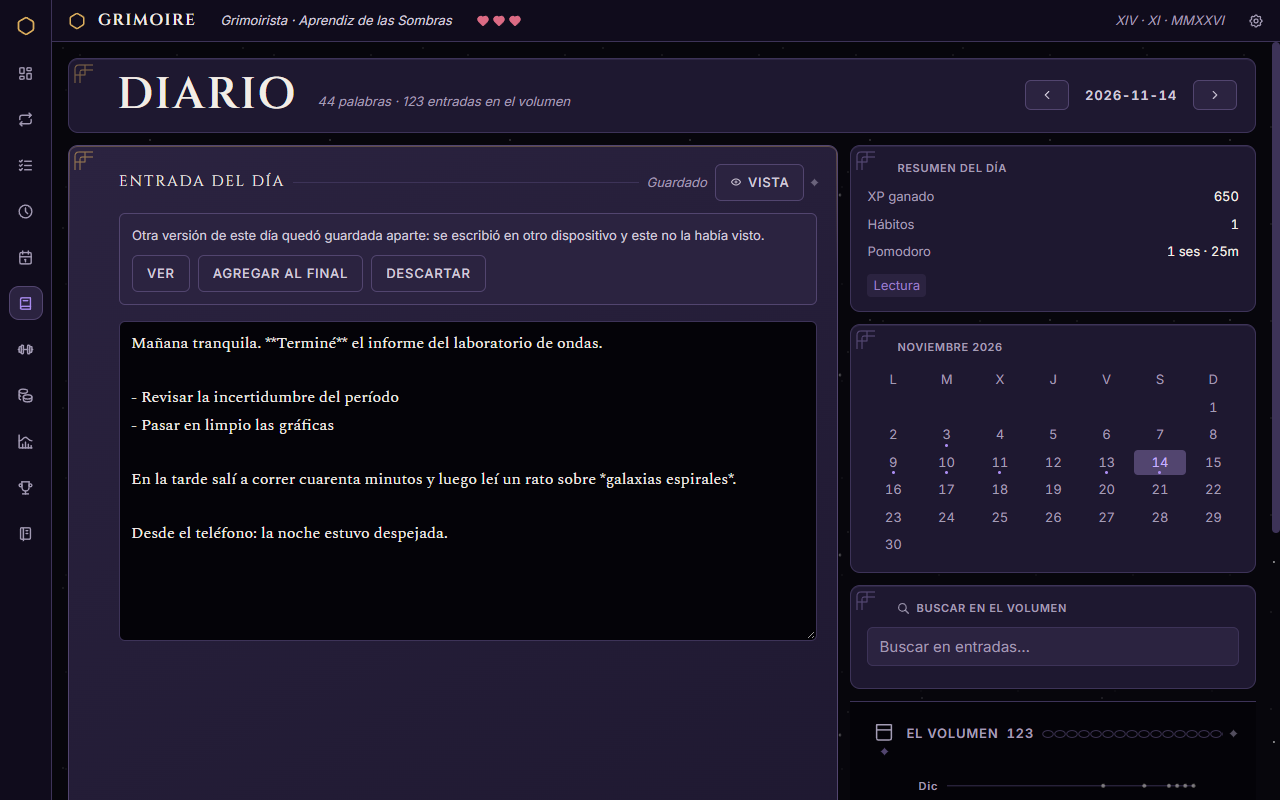 GRIMOIRE
Grimoirista · Aprendiz de las Sombras
XIV · XI · MMXXVI
DIARIO
44 palabras · 123 entradas en el volumen
2026-11-14
ENTRADA DEL DÍA
Guardado
VISTA
Otra versión de este día quedó guardada aparte: se escribió en otro dispositivo y este no la había visto.
VER
AGREGAR AL FINAL
DESCARTAR
Mañana tranquila. **Terminé** el informe del laboratorio de ondas.
- Revisar la incertidumbre del período
- Pasar en limpio las gráficas
En la tarde salí a correr cuarenta minutos y luego leí un rato sobre *galaxias espirales*.
Desde el teléfono: la noche estuvo despejada.
RESUMEN DEL DÍA
XP ganado 650
Hábitos 1
Pomodoro 1 ses · 25m
Lectura
NOVIEMBRE 2026
L M X J V S D
1
2 3 4 5 6 7 8
9 10 11 12 13 14 15
16 17 18 19 20 21 22
23 24 25 26 27 28 29
30
BUSCAR EN EL VOLUMEN
Buscar en entradas...
EL VOLUMEN 123
Dic